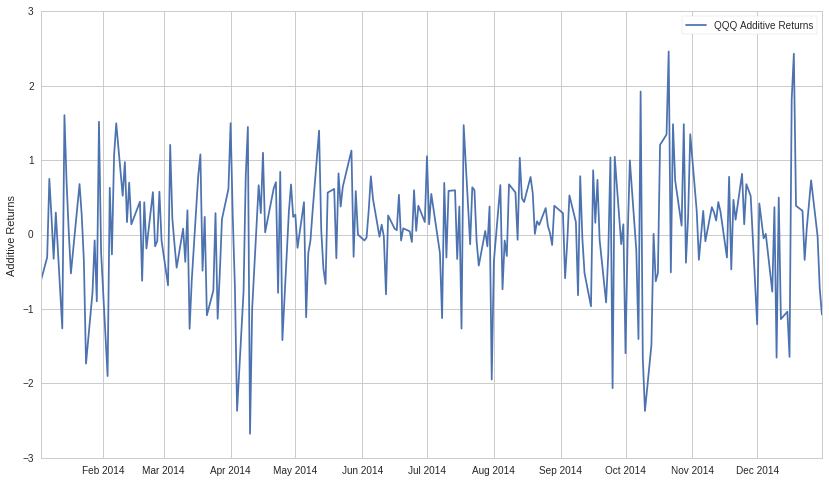 3
QQQ Additive Returns
2
1
0
−1
−2
−3
Additive Returns
Feb 2014 Mar 2014 Apr 2014 May 2014 Jun 2014 Jul 2014 Aug 2014 Sep 2014 Oct 2014 Nov 2014 Dec 2014